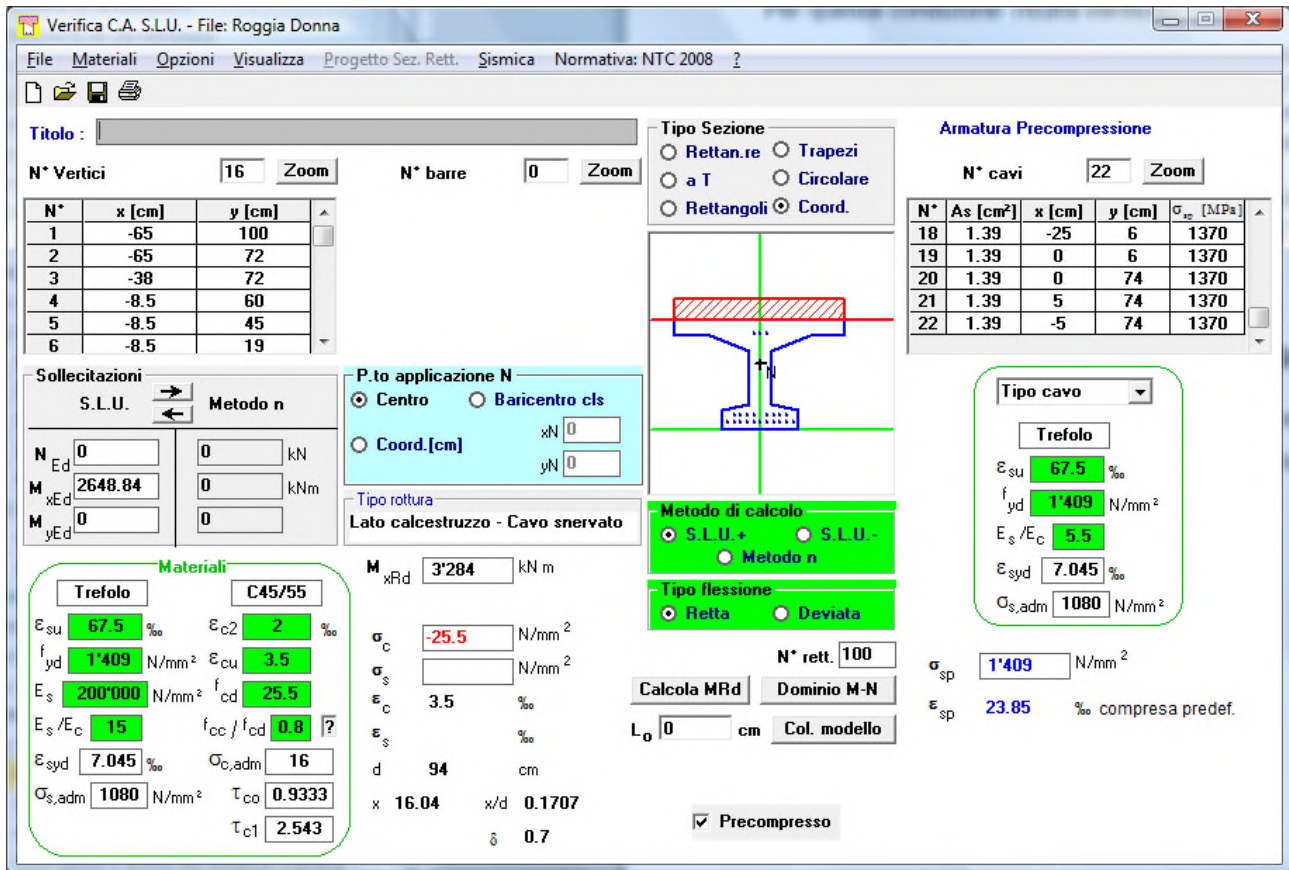 Verifica C.A. S.L.U. - File: Roggia Donna
File Materiali Opzioni Visualizza Progetto Sez. Rett. Sismica Normativa: NTC 2008 ?
Titolo :
N° Vertici 16 Zoom
N° barre 0 Zoom
N° x [cm] y [cm]
1 -65 100
2 -65 72
3 -38 72
4 -8.5 60
5 -8.5 45
6 -8.5 19
Tipo Sezione
Rettan.re Trapezi
a T Circolare
Rettangoli Coord.
Armatura Precompressione
N° cavi 22 Zoom
N° As [cm²] x [cm] y [cm] σsp [MPa]
18 1.39 -25 6 1370
19 1.39 0 6 1370
20 1.39 0 74 1370
21 1.39 5 74 1370
22 1.39 -5 74 1370
Sollecitazioni
S.L.U. Metodo n
N Ed 0 0 kN
M xEd 2648.84 0 kNm
M yEd 0 0
P.to applicazione N
Centro Baricentro cls
Coord.[cm] xN 0
yN 0
N
Tipo rottura
Lato calcestruzzo - Cavo snervato
Metodo di calcolo
S.L.U.+ S.L.U.-
Metodo n
Tipo flessione
Retta Deviata
N° rett. 100
Calcola MRd Dominio M-N
Lo 0 cm Col. modello
Precompresso
Materiali
Trefolo C45/55
εsu 67.5 ‰ εc2 2 ‰
fyd 1'409 N/mm² εcu 3.5
Es 200'000 N/mm² fcd 25.5
Es/Ec 15 fcc / fcd 0.8 ?
εsyd 7.045 ‰ σc,adm 16
σs,adm 1080 N/mm² τco 0.9333
τc1 2.543
M xRd 3'284 kN m
σc -25.5 N/mm²
σs N/mm²
εc 3.5 ‰
εs ‰
d 94 cm
x 16.04 x/d 0.1707
δ 0.7
Tipo cavo
Trefolo
εsu 67.5 ‰
fyd 1'409 N/mm²
Es/Ec 5.5
εsyd 7.045 ‰
σs,adm 1080 N/mm²
σsp 1'409 N/mm²
εsp 23.85 ‰ compresa predef.